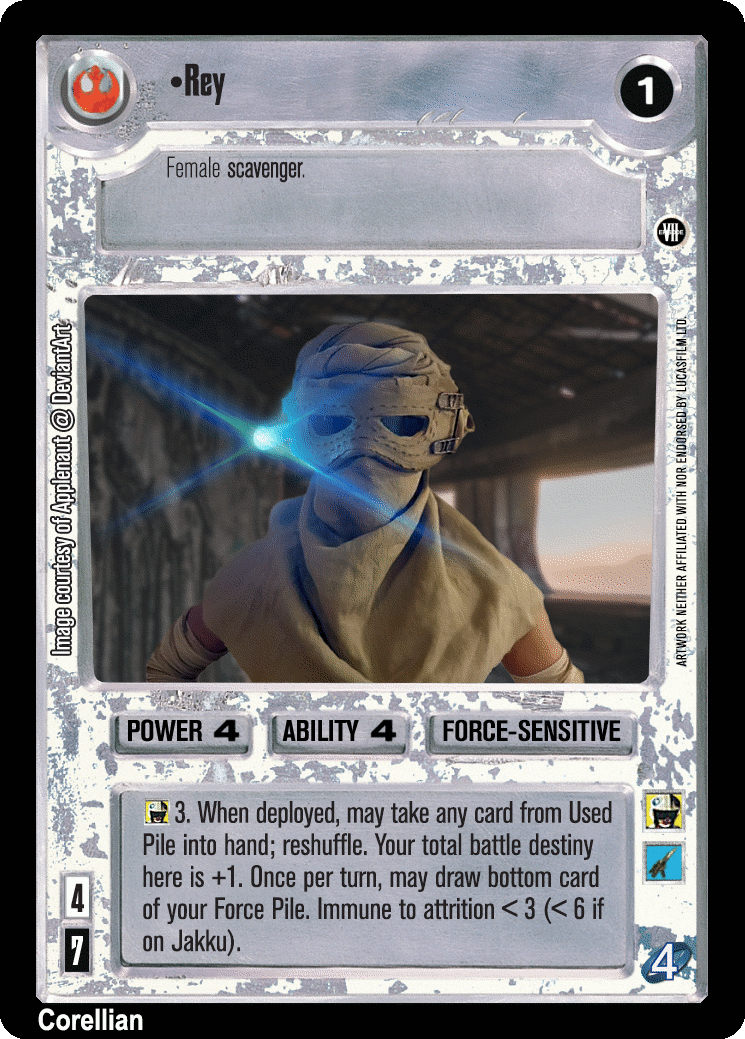 •Rey
1
Female scavenger.
EPISODE
VII
Image courtesy of Applenaut @ DeviantArt.
ARTWORK NEITHER AFFILIATED WITH NOR ENDORSED BY LUCASFILM LTD.
POWER 4
ABILITY 4
FORCE-SENSITIVE
3. When deployed, may take any card from Used
Pile into hand; reshuffle. Your total battle destiny
here is +1. Once per turn, may draw bottom card
of your Force Pile. Immune to attrition < 3 (< 6 if
on Jakku).
4
7
4
Corellian